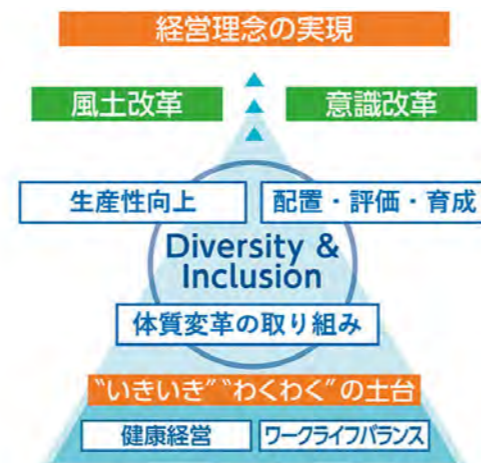 経営理念の実現
風土改革
意識改革
生産性向上
配置・評価・育成
Diversity &
Inclusion
体質変革の取り組み
“いきいき”“わくわく”の土台
健康経営
ワークライフバランス